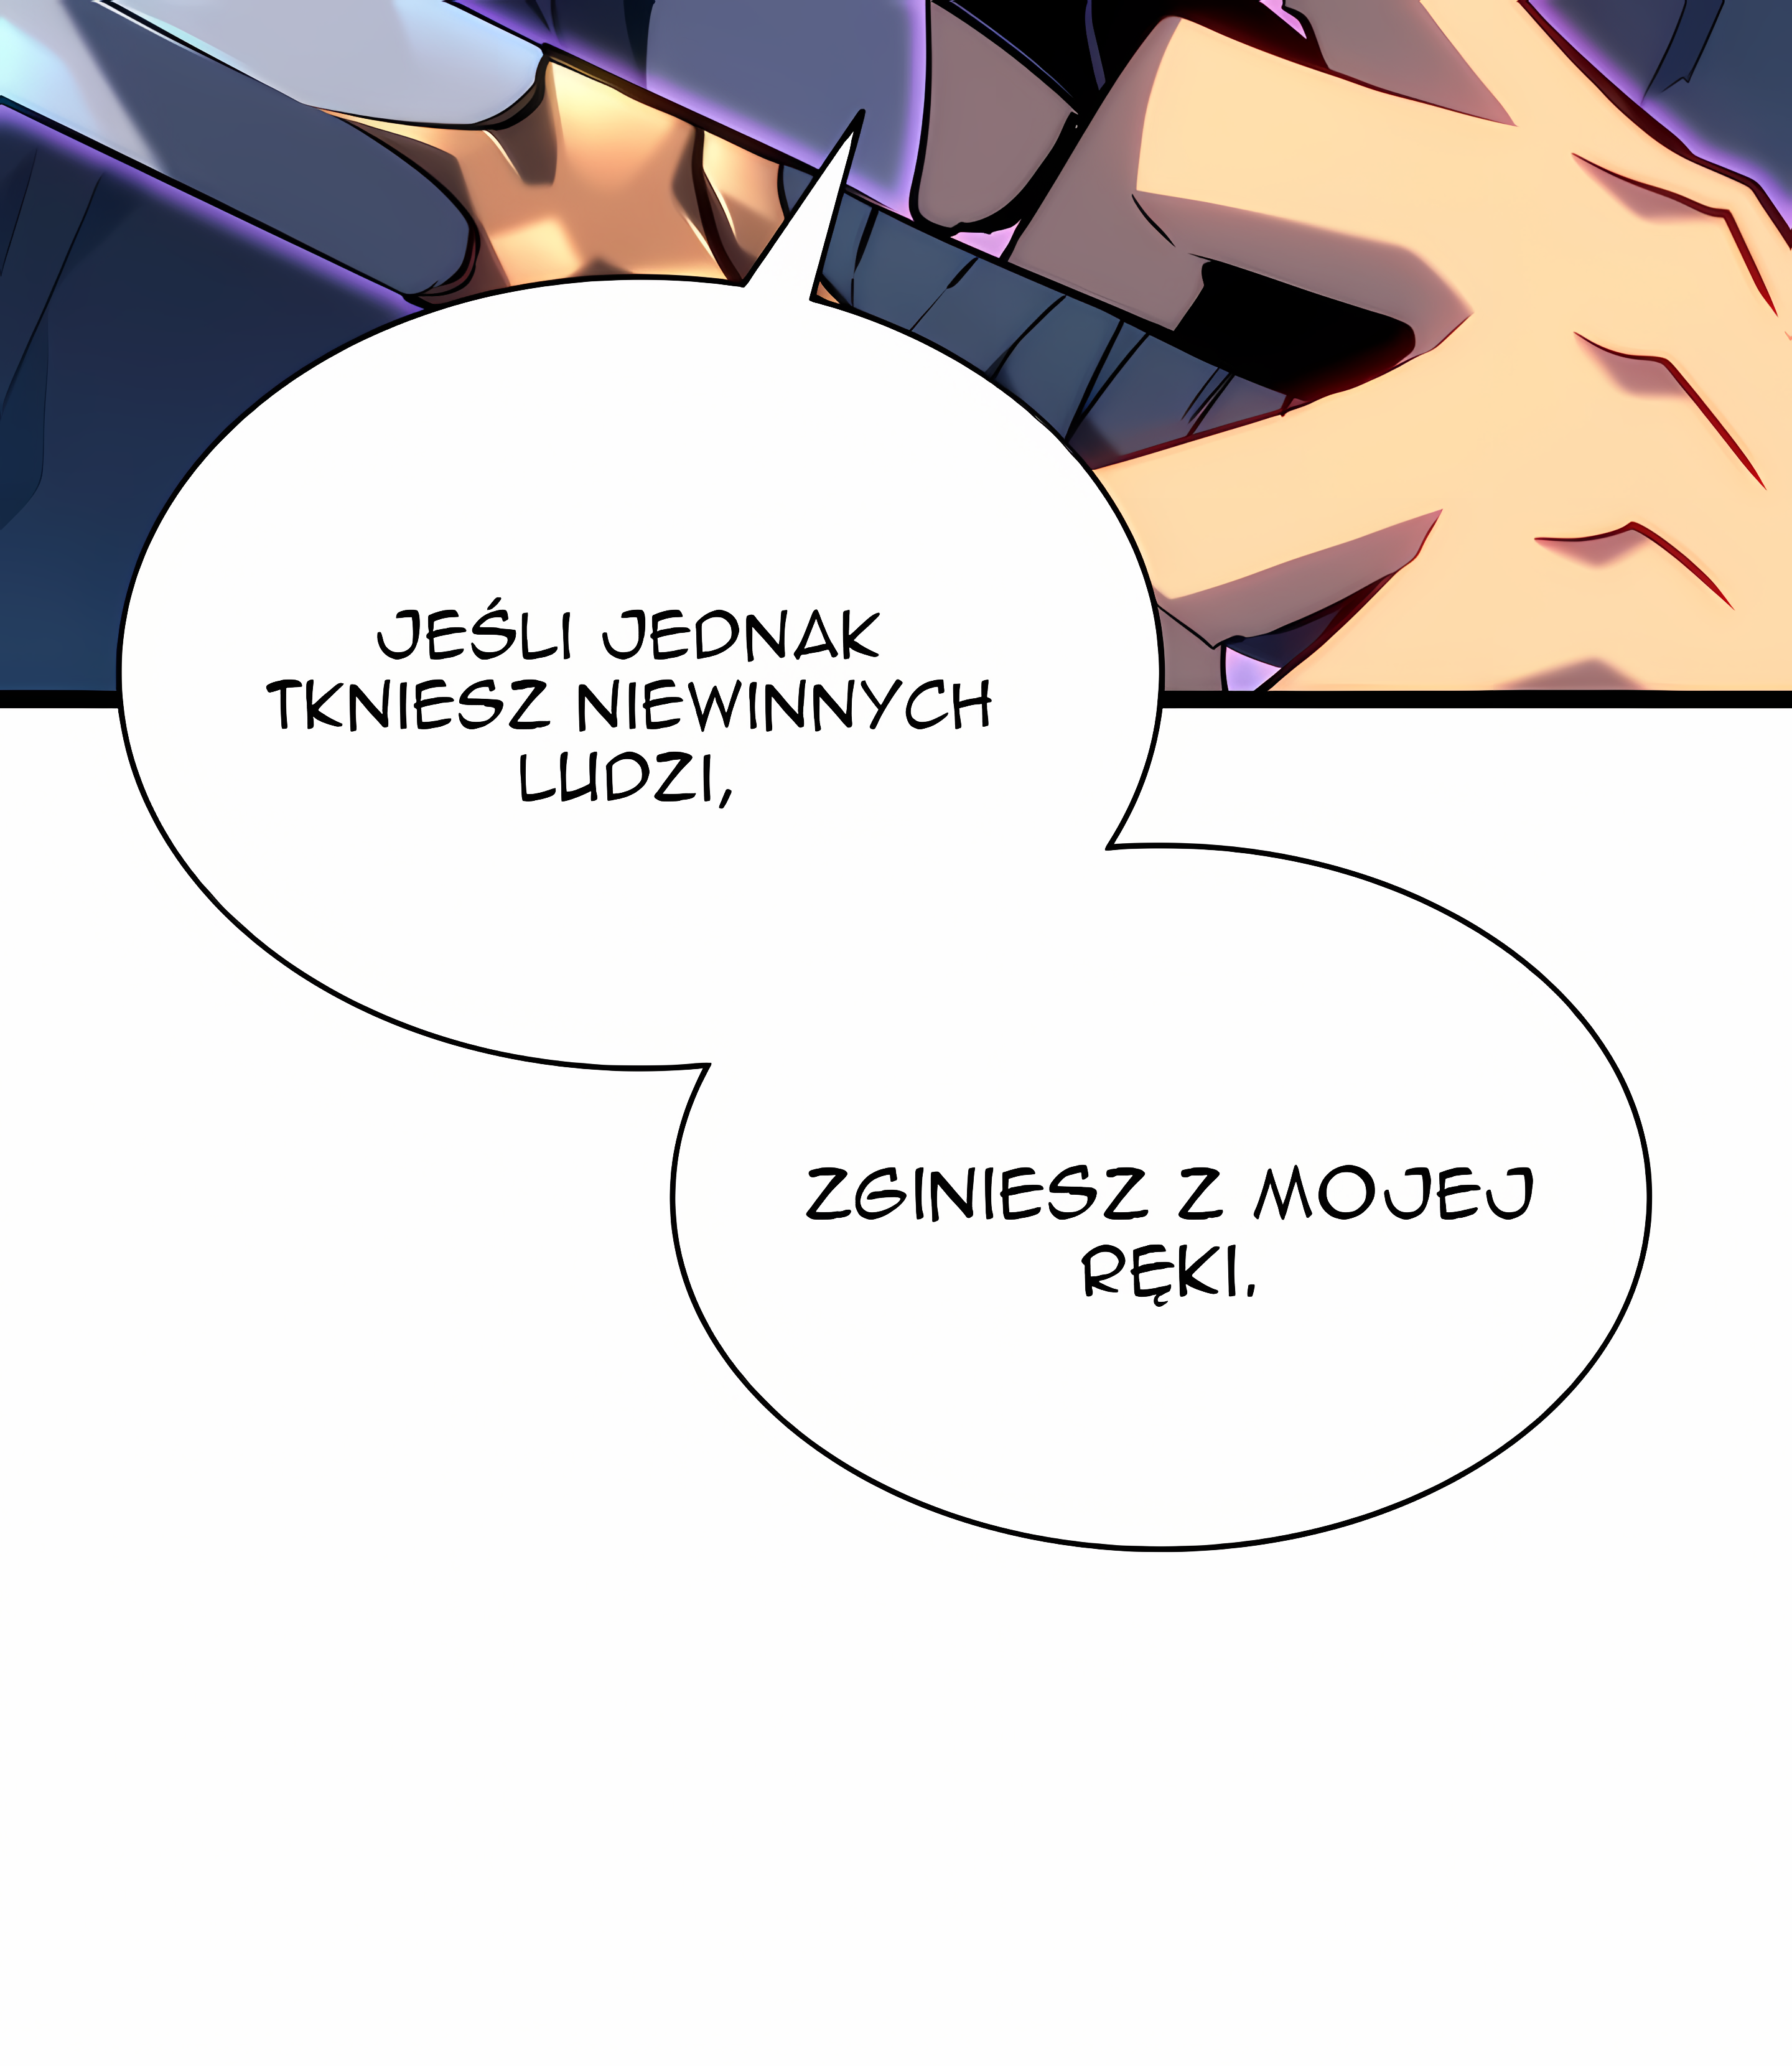 JEŚLI JEDNAK
TKNIESZ NIEWINNYCH
LUDZI,
ZGINIESZ Z MOJEJ
RĘKI.